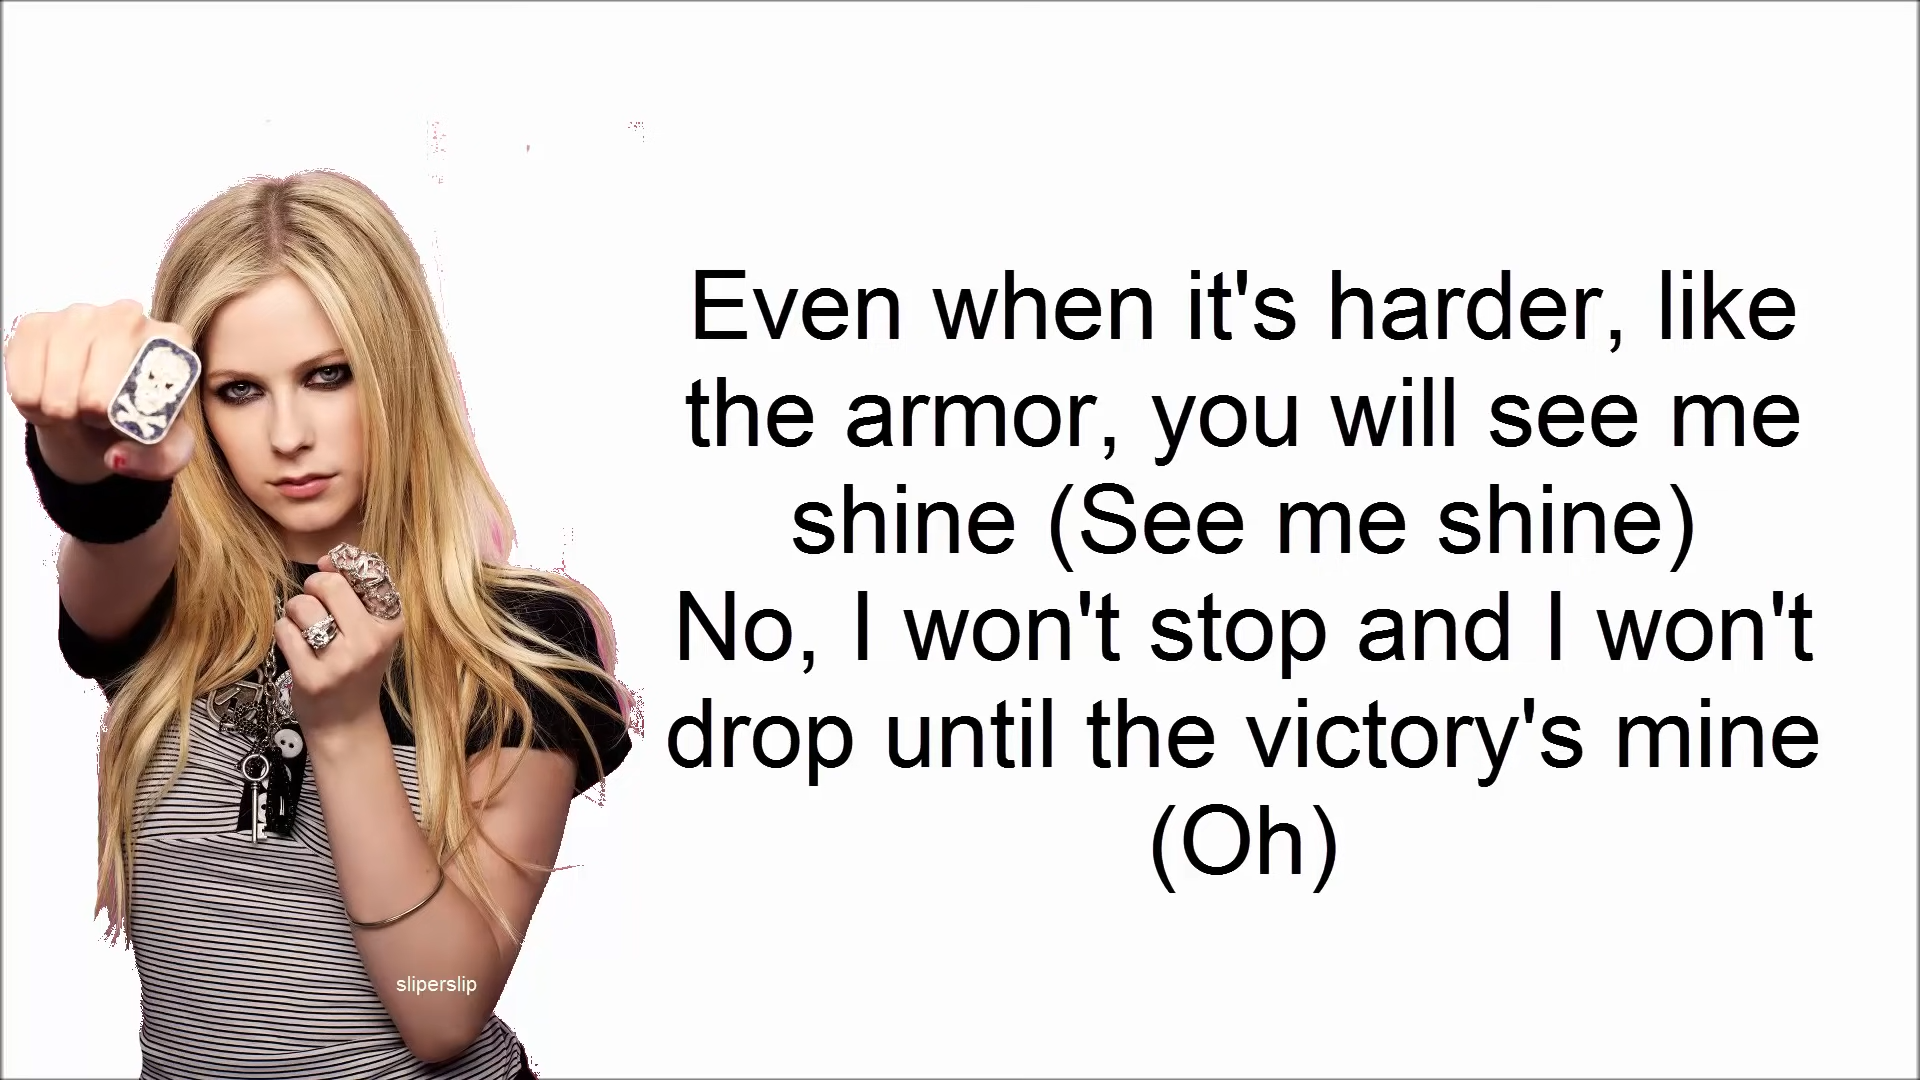 Even when it's harder, like
the armor, you will see me
shine (See me shine)
No, I won't stop and I won't
drop until the victory's mine
(Oh)
sliperslip